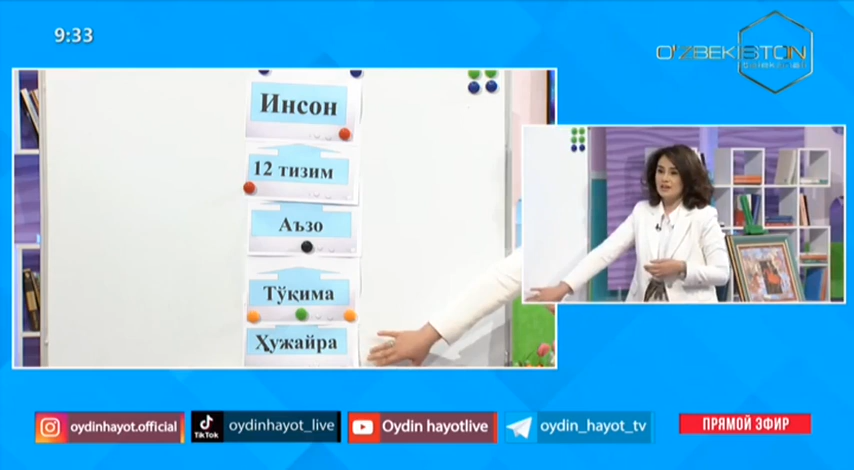 9:33
O'ZBEKISTON
Инсон
12 тизим
Аъзо
Тўқима
Ҳужайра
oydinhayot.official
TikTok
oydinhayot_live
Oydin hayotlive
oydin_hayot_tv
ПРЯМОЙ ЭФИР